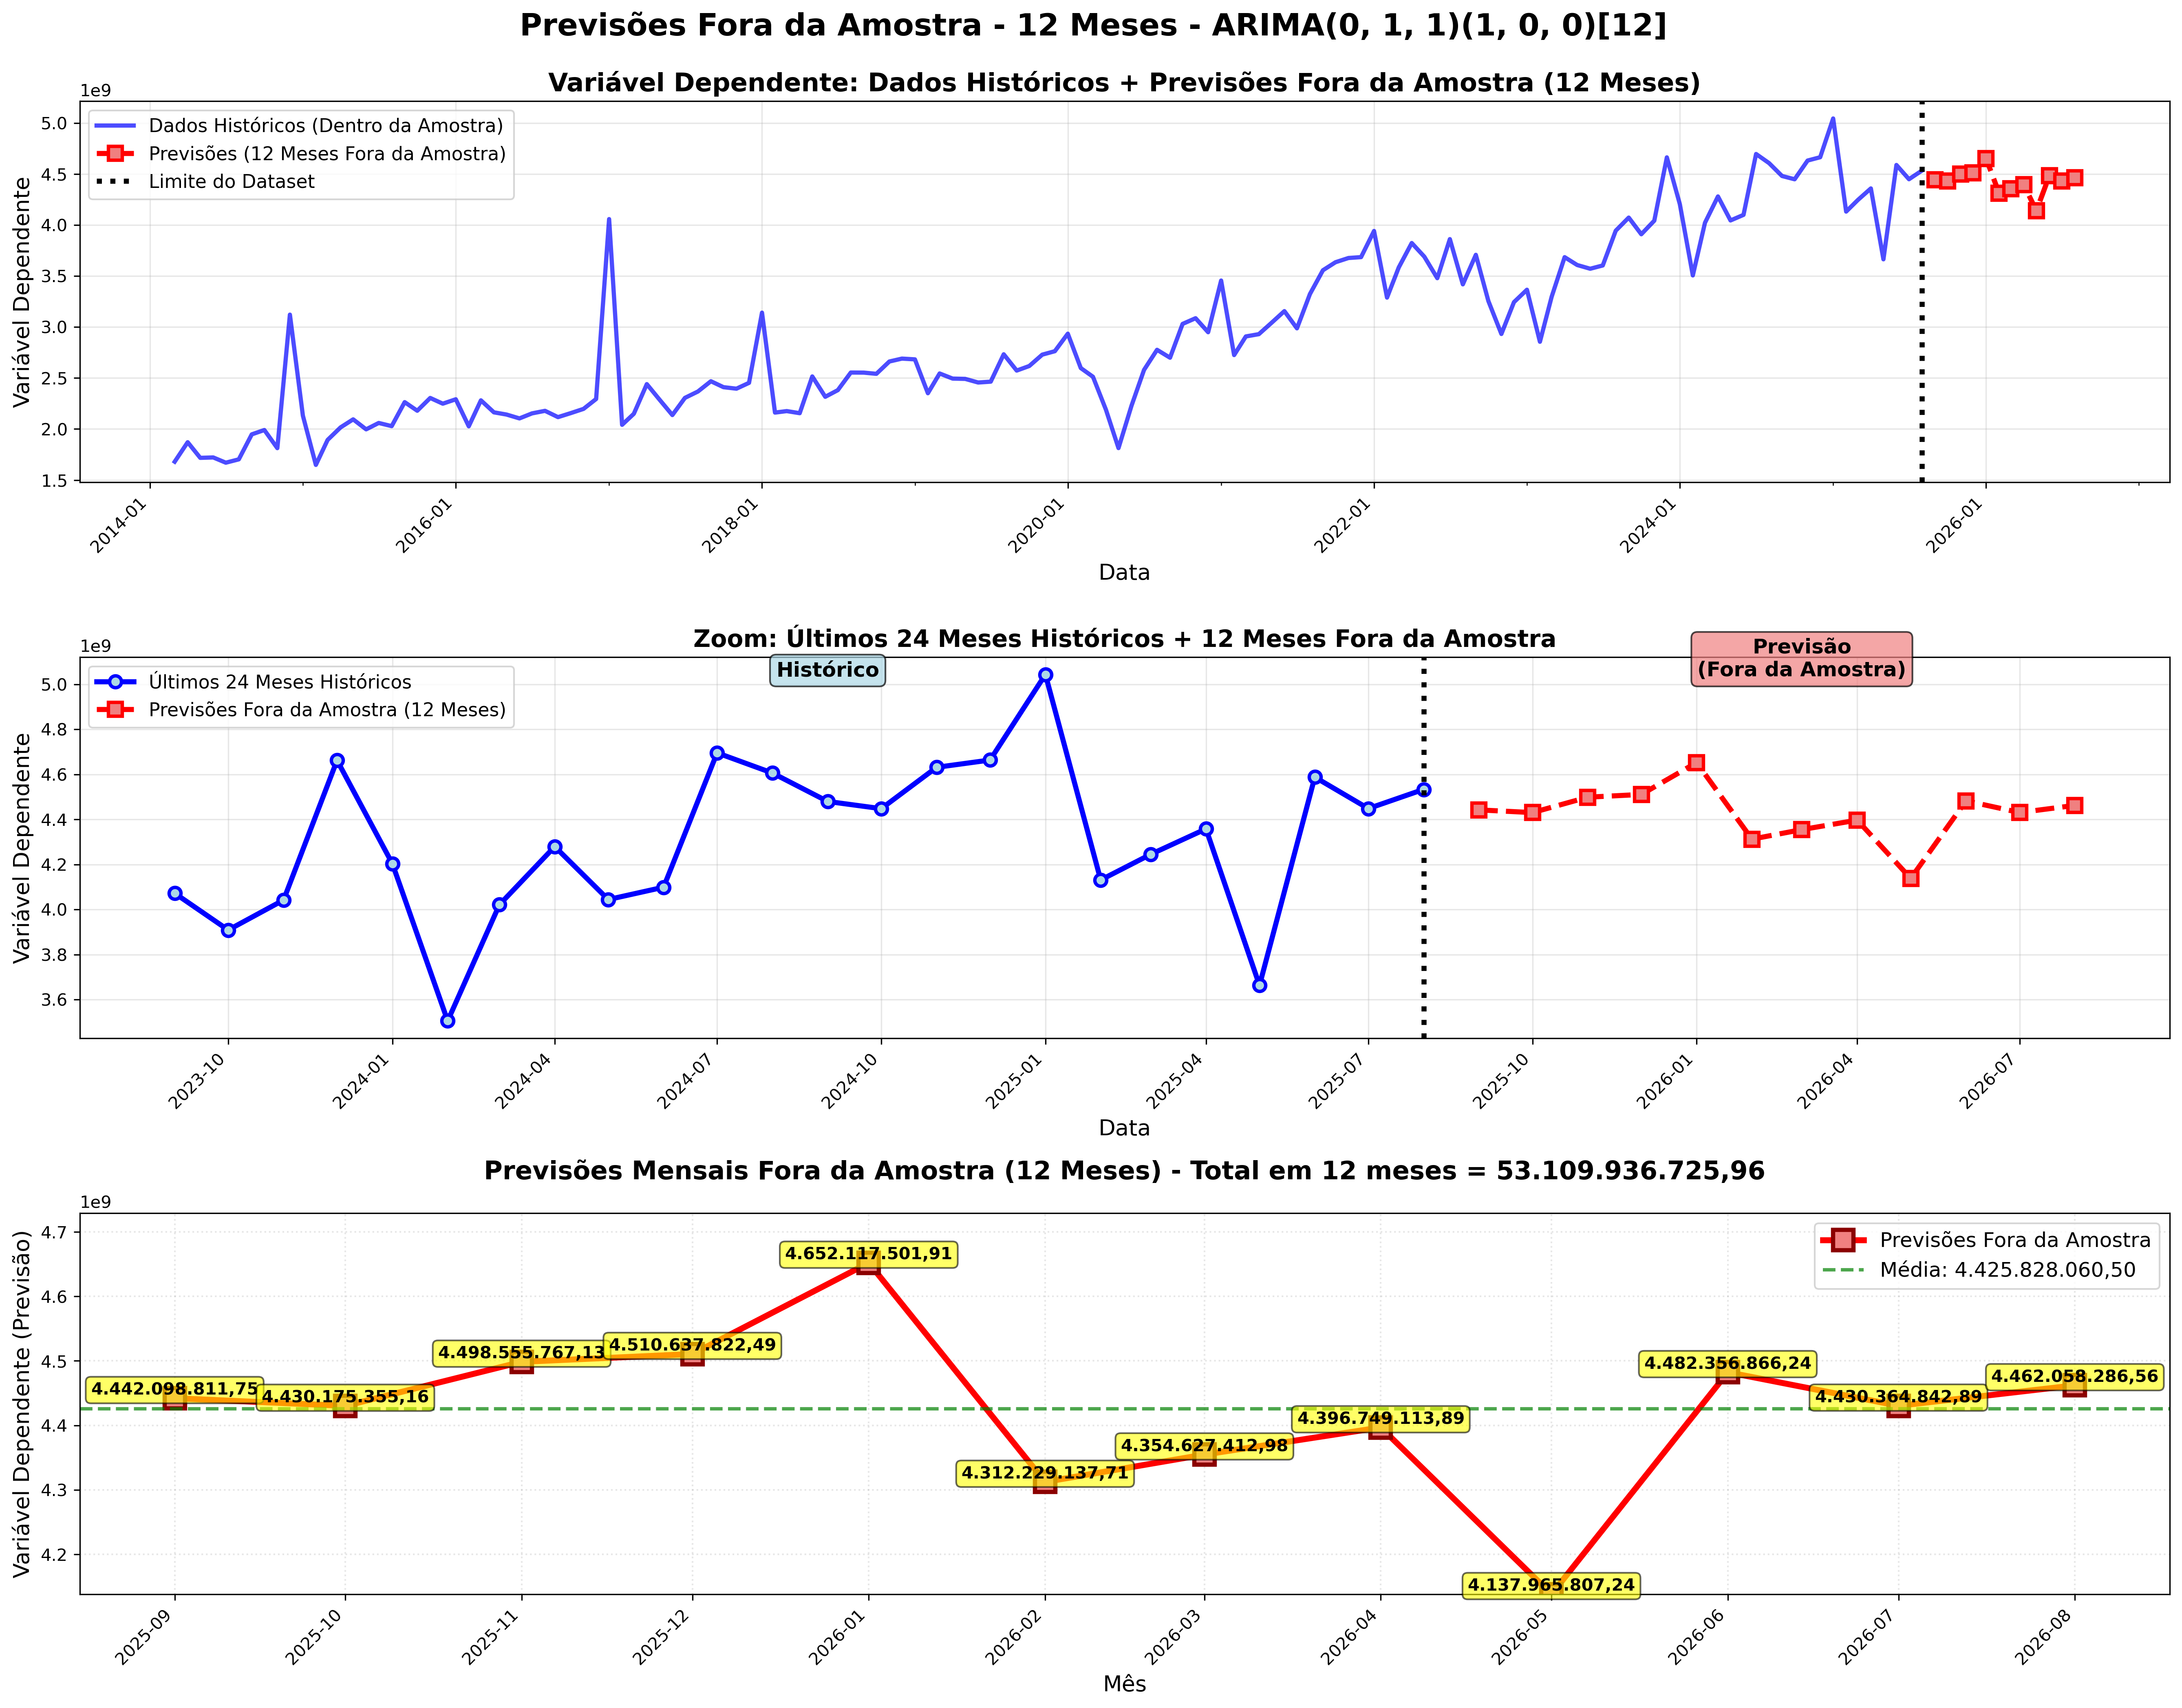 Previsões Fora da Amostra - 12 Meses - ARIMA(0, 1, 1)(1, 0, 0)[12]
Variável Dependente: Dados Históricos + Previsões Fora da Amostra (12 Meses)
1e9
Dados Históricos (Dentro da Amostra)
Previsões (12 Meses Fora da Amostra)
Limite do Dataset
Variável Dependente
5.0
4.5
4.0
3.5
3.0
2.5
2.0
1.5
2014-01
2016-01
2018-01
2020-01
2022-01
2024-01
2026-01
Data
Zoom: Últimos 24 Meses Históricos + 12 Meses Fora da Amostra
1e9
Últimos 24 Meses Históricos
Previsões Fora da Amostra (12 Meses)
Histórico
Previsão
(Fora da Amostra)
Variável Dependente
5.0
4.8
4.6
4.4
4.2
4.0
3.8
3.6
2023-10
2024-01
2024-04
2024-07
2024-10
2025-01
2025-04
2025-07
2025-10
2026-01
2026-04
2026-07
Data
Previsões Mensais Fora da Amostra (12 Meses) - Total em 12 meses = 53.109.936.725,96
1e9
Previsões Fora da Amostra
Média: 4.425.828.060,50
Variável Dependente (Previsão)
4.7
4.6
4.5
4.4
4.3
4.2
4.442.098.811,75
4.430.175.355,16
4.498.555.767,13
4.510.637.822,49
4.652.117.501,91
4.312.229.137,71
4.354.627.412,98
4.396.749.113,89
4.137.965.807,24
4.482.356.866,24
4.430.364.842,89
4.462.058.286,56
2025-09
2025-10
2025-11
2025-12
2026-01
2026-02
2026-03
2026-04
2026-05
2026-06
2026-07
2026-08
Mês